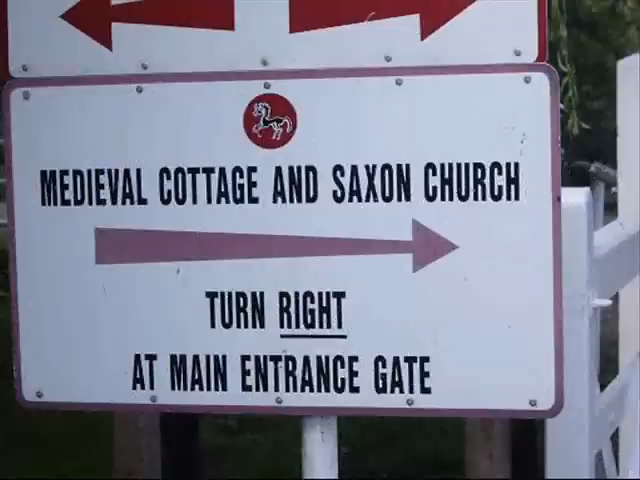 MEDIEVAL COTTAGE AND SAXON CHURCH
TURN RIGHT
AT MAIN ENTRANCE GATE